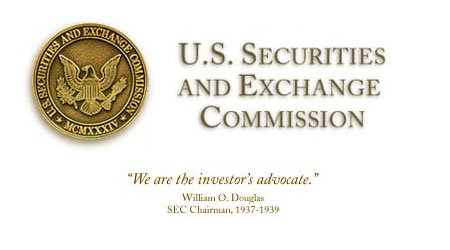 U.S. SECURITIES AND EXCHANGE COMMISSION
MCMXXXIV
U.S. SECURITIES
AND EXCHANGE
COMMISSION
“We are the investor’s advocate.”
William O. Douglas
SEC Chairman, 1937-1939